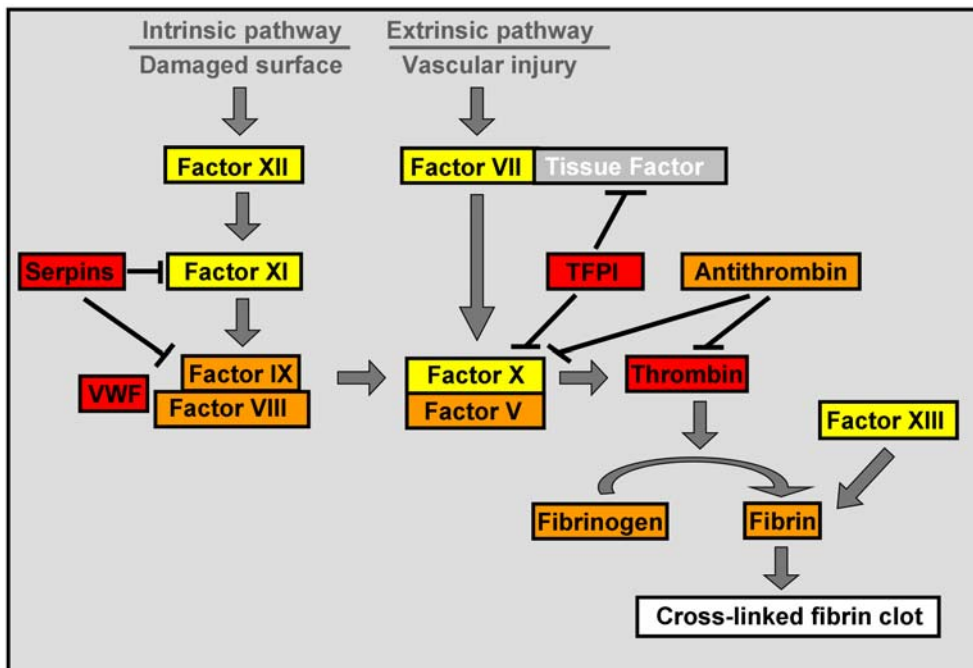 Intrinsic pathway
Damaged surface
Extrinsic pathway
Vascular injury
Factor XII
Factor VII
Tissue Factor
Serpins
Factor XI
TFPI
Antithrombin
VWF
Factor IX
Factor VIII
Factor X
Factor V
Thrombin
Factor XIII
Fibrinogen
Fibrin
Cross-linked fibrin clot